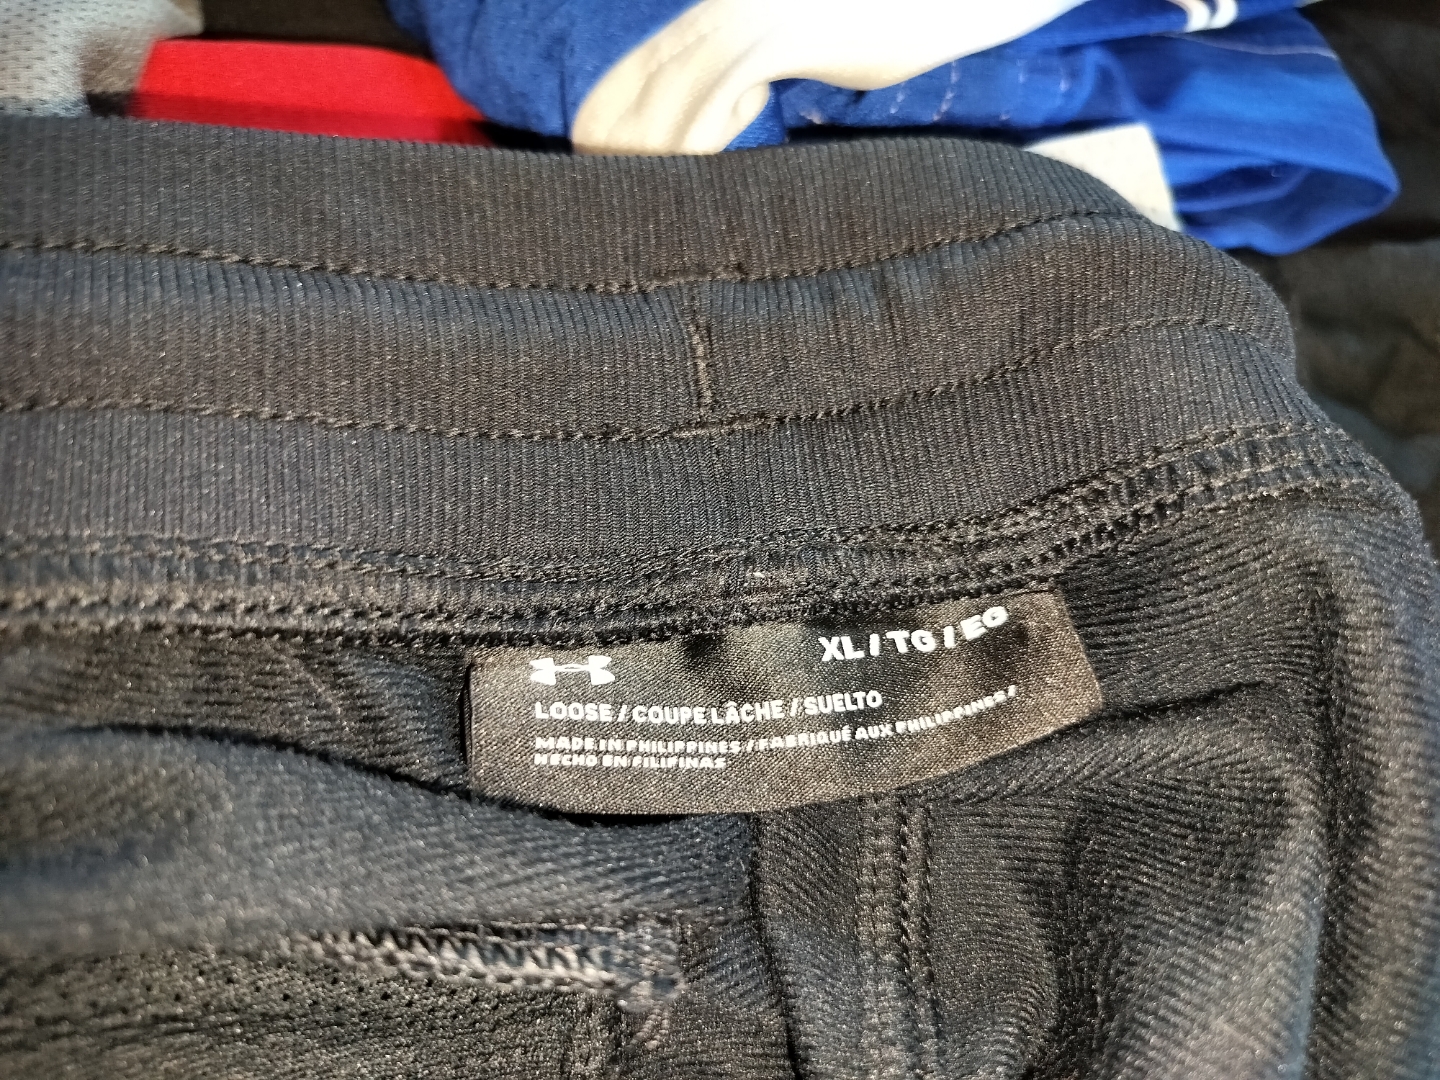 XL / TG / EG
LOOSE / COUPE LÂCHE / SUELTO
MADE IN PHILIPPINES / FABRIQUÉ AUX PHILIPPINES /
HECHO EN FILIPINAS